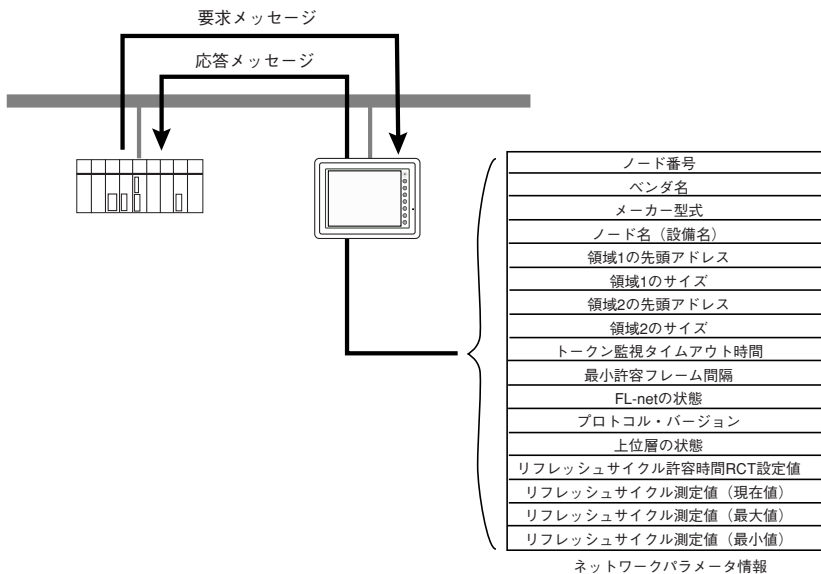 要求メッセージ
応答メッセージ
ノード番号
ベンダ名
メーカー型式
ノード名（設備名）
領域1の先頭アドレス
領域1のサイズ
領域2の先頭アドレス
領域2のサイズ
トークン監視タイムアウト時間
最小許容フレーム間隔
FL-netの状態
プロトコル・バージョン
上位層の状態
リフレッシュサイクル許容時間RCT設定値
リフレッシュサイクル測定値（現在値）
リフレッシュサイクル測定値（最大値）
リフレッシュサイクル測定値（最小値）
ネットワークパラメータ情報